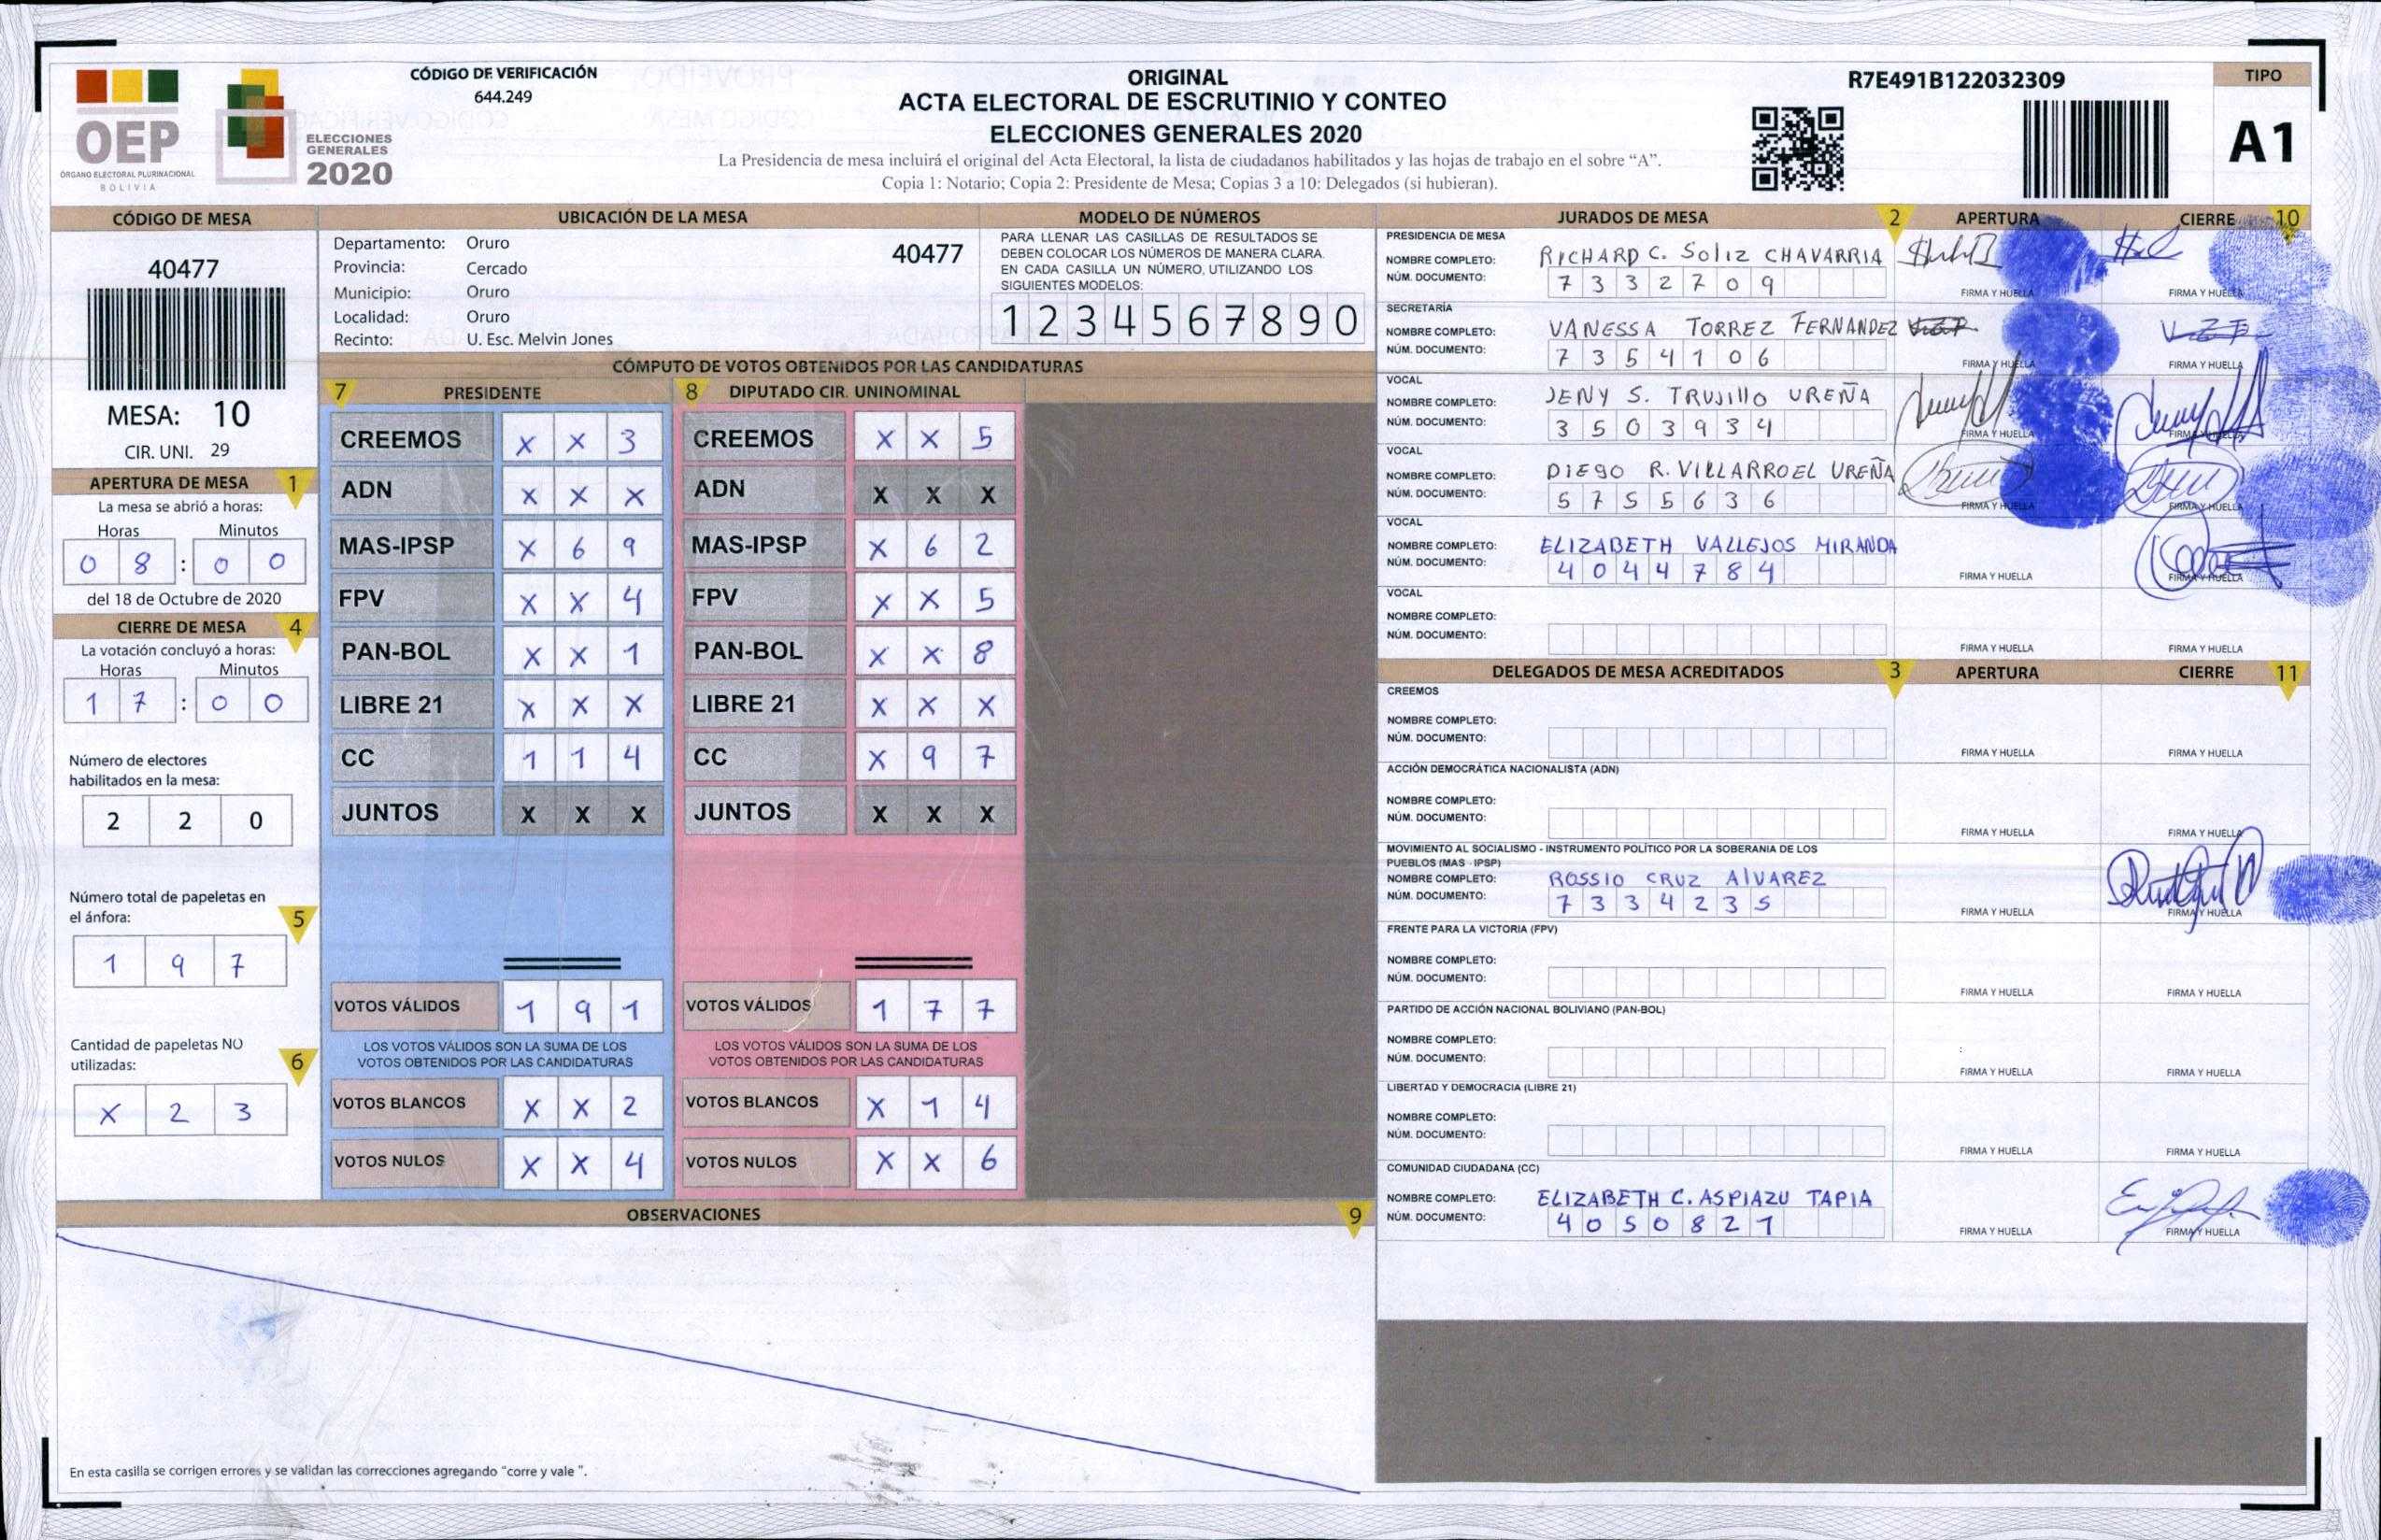 OEP
ÓRGANO ELECTORAL PLURINACIONAL
BOLIVIA
ELECCIONES
GENERALES
2020
CÓDIGO DE VERIFICACIÓN
644.249
ORIGINAL
ACTA ELECTORAL DE ESCRUTINIO Y CONTEO
ELECCIONES GENERALES 2020
La Presidencia de mesa incluirá el original del Acta Electoral, la lista de ciudadanos habilitados y las hojas de trabajo en el sobre “A”.
Copia 1: Notario; Copia 2: Presidente de Mesa; Copias 3 a 10: Delegados (si hubieran).
R7E491B122032309
TIPO
A1
CÓDIGO DE MESA
40477
MESA: 10
CIR. UNI. 29
APERTURA DE MESA 1
La mesa se abrió a horas:
Horas Minutos
0 8 : 0 0
del 18 de Octubre de 2020
CIERRE DE MESA 4
La votación concluyó a horas:
Horas Minutos
1 7 : 0 0
Número de electores
habilitados en la mesa:
2 2 0
Número total de papeletas en
el ánfora: 5
1 9 7
Cantidad de papeletas NO
utilizadas: 6
X 2 3
UBICACIÓN DE LA MESA
Departamento: Oruro 40477
Provincia: Cercado
Municipio: Oruro
Localidad: Oruro
Recinto: U. Esc. Melvin Jones
MODELO DE NÚMEROS
PARA LLENAR LAS CASILLAS DE RESULTADOS SE
DEBEN COLOCAR LOS NÚMEROS DE MANERA CLARA.
EN CADA CASILLA UN NÚMERO, UTILIZANDO LOS
SIGUIENTES MODELOS:
1 2 3 4 5 6 7 8 9 0
CÓMPUTO DE VOTOS OBTENIDOS POR LAS CANDIDATURAS
7 PRESIDENTE
CREEMOS X X 3
ADN X X X
MAS-IPSP X 6 9
FPV X X 4
PAN-BOL X X 1
LIBRE 21 X X X
CC 1 1 4
JUNTOS X X X
VOTOS VÁLIDOS 1 9 1
LOS VOTOS VÁLIDOS SON LA SUMA DE LOS
VOTOS OBTENIDOS POR LAS CANDIDATURAS
VOTOS BLANCOS X X 2
VOTOS NULOS X X 4
8 DIPUTADO CIR. UNINOMINAL
CREEMOS X X 5
ADN X X X
MAS-IPSP X 6 2
FPV X X 5
PAN-BOL X X 8
LIBRE 21 X X X
CC X 9 7
JUNTOS X X X
VOTOS VÁLIDOS 1 7 7
LOS VOTOS VÁLIDOS SON LA SUMA DE LOS
VOTOS OBTENIDOS POR LAS CANDIDATURAS
VOTOS BLANCOS X 1 4
VOTOS NULOS X X 6
OBSERVACIONES 9
En esta casilla se corrigen errores y se validan las correcciones agregando "corre y vale ".
JURADOS DE MESA 2 APERTURA CIERRE 10
PRESIDENCIA DE MESA
NOMBRE COMPLETO: RICHARD C. Soliz CHAVARRIA
NÚM. DOCUMENTO: 7 3 3 2 7 0 9
FIRMA Y HUELLA FIRMA Y HUELLA
SECRETARÍA
NOMBRE COMPLETO: VANESSA TORREZ FERNANDEZ
NÚM. DOCUMENTO: 7 3 5 4 1 0 6
FIRMA Y HUELLA FIRMA Y HUELLA
VOCAL
NOMBRE COMPLETO: JENY S. TRUJillo UREÑA
NÚM. DOCUMENTO: 3 5 0 3 9 3 4
FIRMA Y HUELLA FIRMA Y HUELLA
VOCAL
NOMBRE COMPLETO: DIEGO R. VILLARROEL UREÑA
NÚM. DOCUMENTO: 5 7 5 5 6 3 6
FIRMA Y HUELLA FIRMA Y HUELLA
VOCAL
NOMBRE COMPLETO: ELIZABETH VALLEJOS MIRANDA
NÚM. DOCUMENTO: 4 0 4 4 7 8 4
FIRMA Y HUELLA FIRMA Y HUELLA
VOCAL
NOMBRE COMPLETO:
NÚM. DOCUMENTO:
FIRMA Y HUELLA FIRMA Y HUELLA
DELEGADOS DE MESA ACREDITADOS 3 APERTURA CIERRE 11
CREEMOS
NOMBRE COMPLETO:
NÚM. DOCUMENTO:
FIRMA Y HUELLA FIRMA Y HUELLA
ACCIÓN DEMOCRÁTICA NACIONALISTA (ADN)
NOMBRE COMPLETO:
NÚM. DOCUMENTO:
FIRMA Y HUELLA FIRMA Y HUELLA
MOVIMIENTO AL SOCIALISMO - INSTRUMENTO POLÍTICO POR LA SOBERANIA DE LOS
PUEBLOS (MAS - IPSP)
NOMBRE COMPLETO: ROSSIO CRUZ AlVAREZ
NÚM. DOCUMENTO: 7 3 3 4 2 3 5
FIRMA Y HUELLA FIRMA Y HUELLA
FRENTE PARA LA VICTORIA (FPV)
NOMBRE COMPLETO:
NÚM. DOCUMENTO:
FIRMA Y HUELLA FIRMA Y HUELLA
PARTIDO DE ACCIÓN NACIONAL BOLIVIANO (PAN-BOL)
NOMBRE COMPLETO:
NÚM. DOCUMENTO:
FIRMA Y HUELLA FIRMA Y HUELLA
LIBERTAD Y DEMOCRACIA (LIBRE 21)
NOMBRE COMPLETO:
NÚM. DOCUMENTO:
FIRMA Y HUELLA FIRMA Y HUELLA
COMUNIDAD CIUDADANA (CC)
NOMBRE COMPLETO: ELIZABETH C. ASPIAZU TAPIA
NÚM. DOCUMENTO: 4 0 5 0 8 2 1
FIRMA Y HUELLA FIRMA Y HUELLA